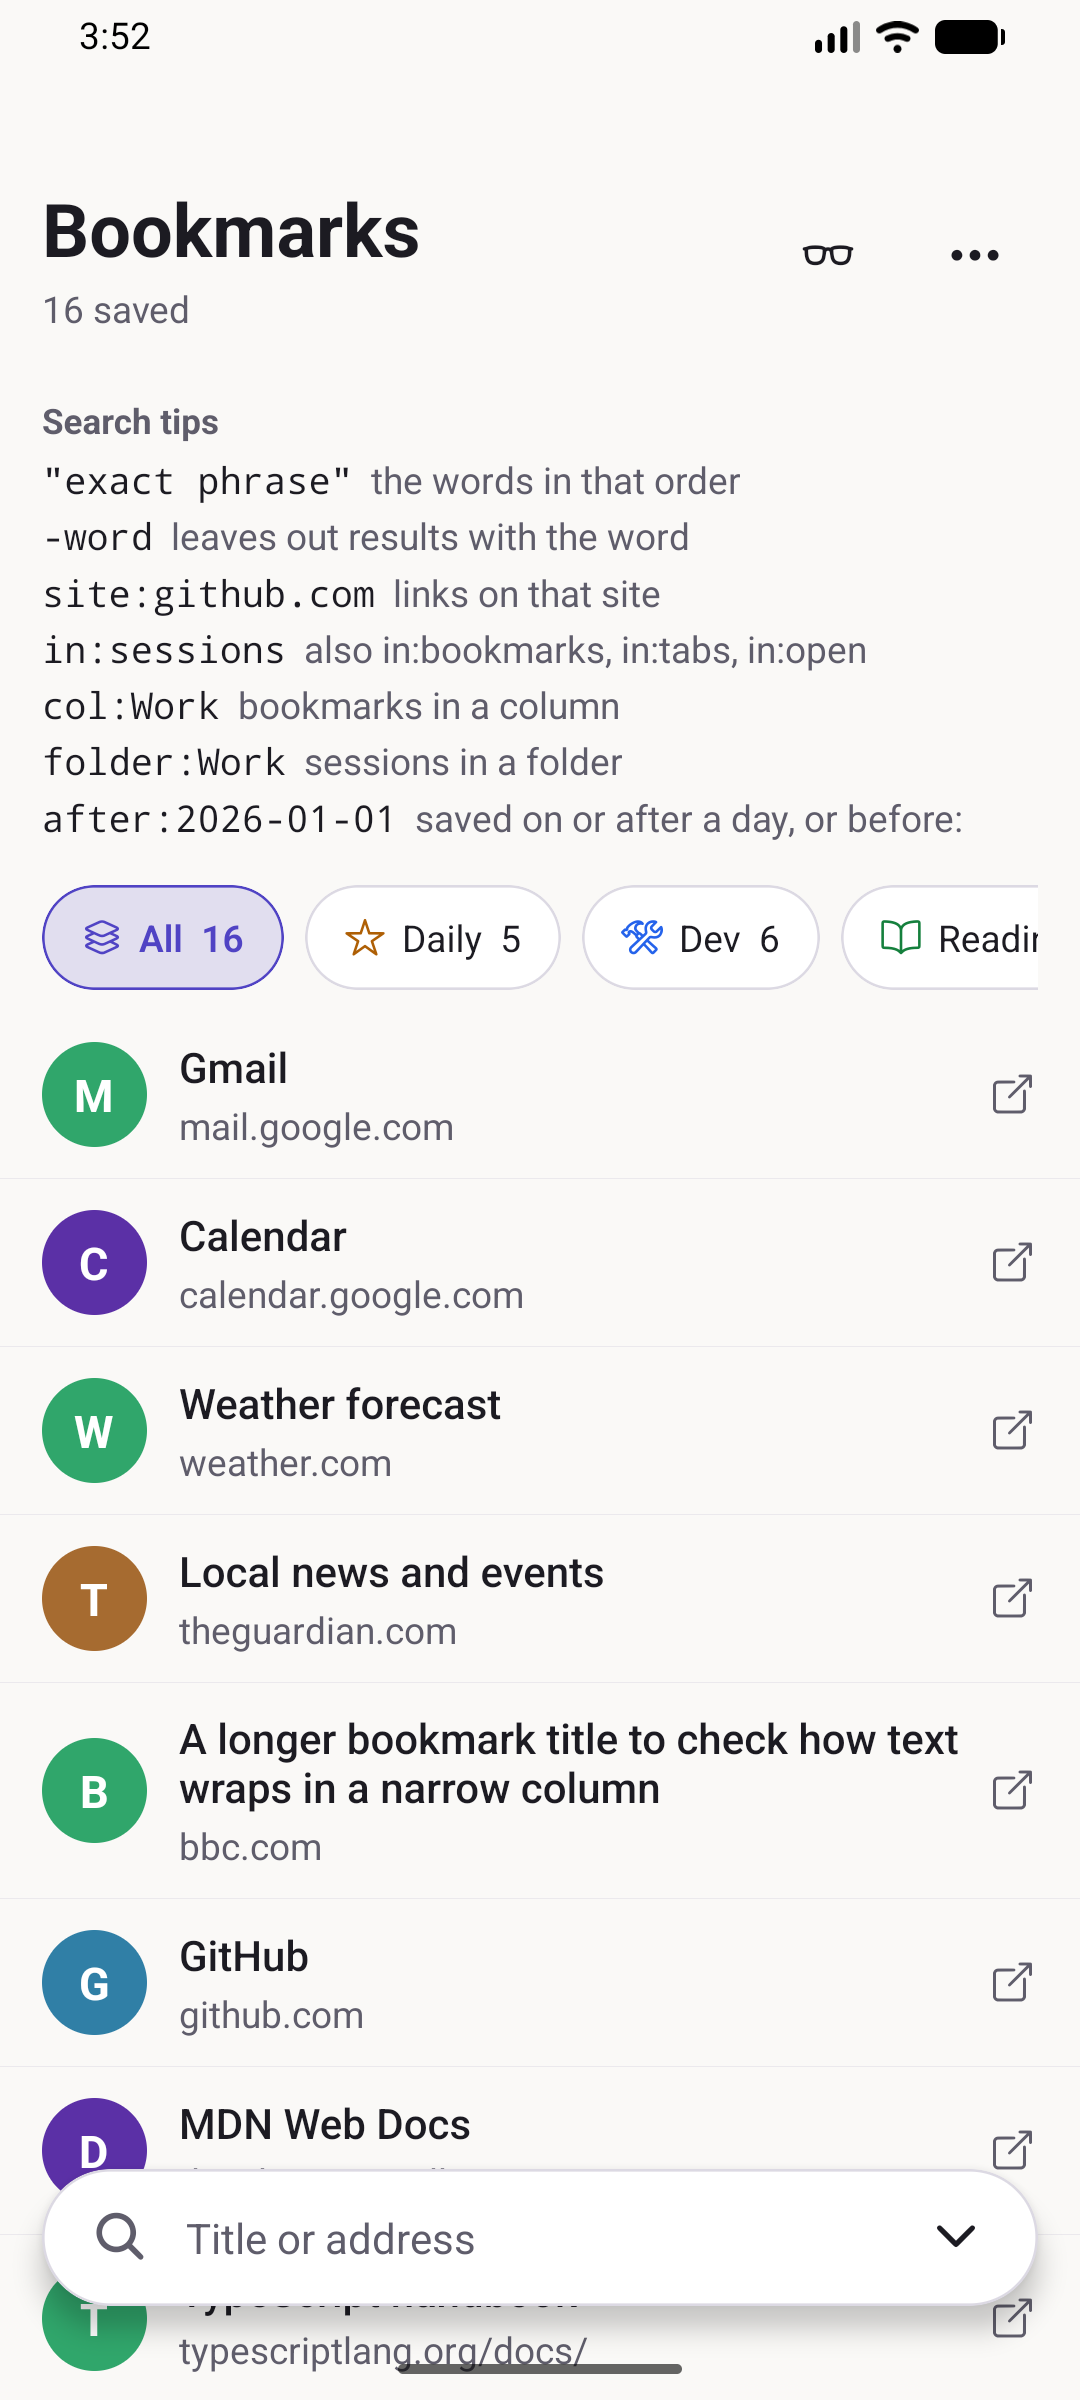 3:52
Bookmarks
16 saved
Search tips
"exact phrase" the words in that order
-word leaves out results with the word
site:github.com links on that site
in:sessions also in:bookmarks, in:tabs, in:open
col:Work bookmarks in a column
folder:Work sessions in a folder
after:2026-01-01 saved on or after a day, or before:
All 16
Daily 5
Dev 6
Readin
M
Gmail
mail.google.com
C
Calendar
calendar.google.com
W
Weather forecast
weather.com
T
Local news and events
theguardian.com
B
A longer bookmark title to check how text
wraps in a narrow column
bbc.com
G
GitHub
github.com
D
MDN Web Docs
Title or address
T
typescriptlang.org/docs/